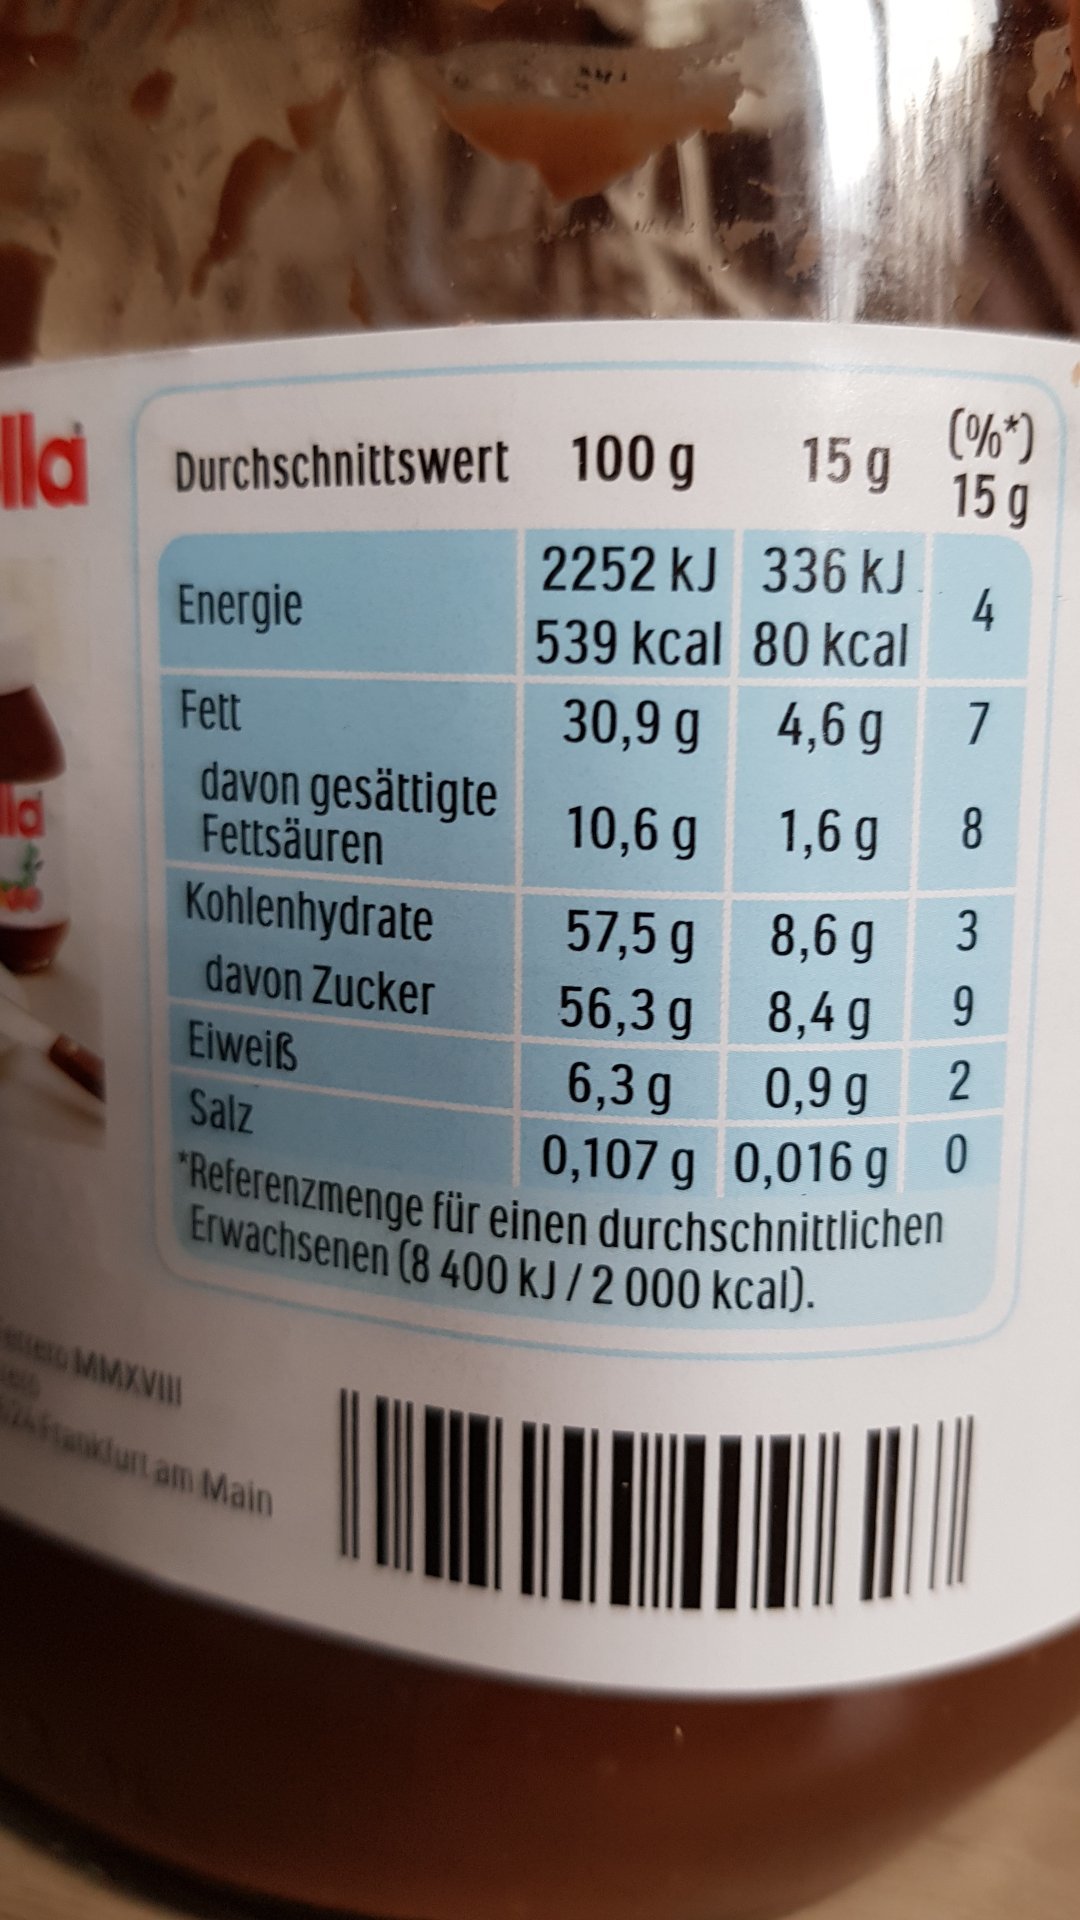 lla
Durchschnittswert 100 g 15 g (%*) 15 g
Energie 2252 kJ 336 kJ 4
539 kcal 80 kcal
Fett 30,9 g 4,6 g 7
davon gesättigte
Fettsäuren 10,6 g 1,6 g 8
Kohlenhydrate 57,5 g 8,6 g 3
davon Zucker 56,3 g 8,4 g 9
Eiweiß 6,3 g 0,9 g 2
Salz 0,107 g 0,016 g 0
*Referenzmenge für einen durchschnittlichen
Erwachsenen (8 400 kJ / 2 000 kcal).
lla
MMXVIII
Frankfurt am Main